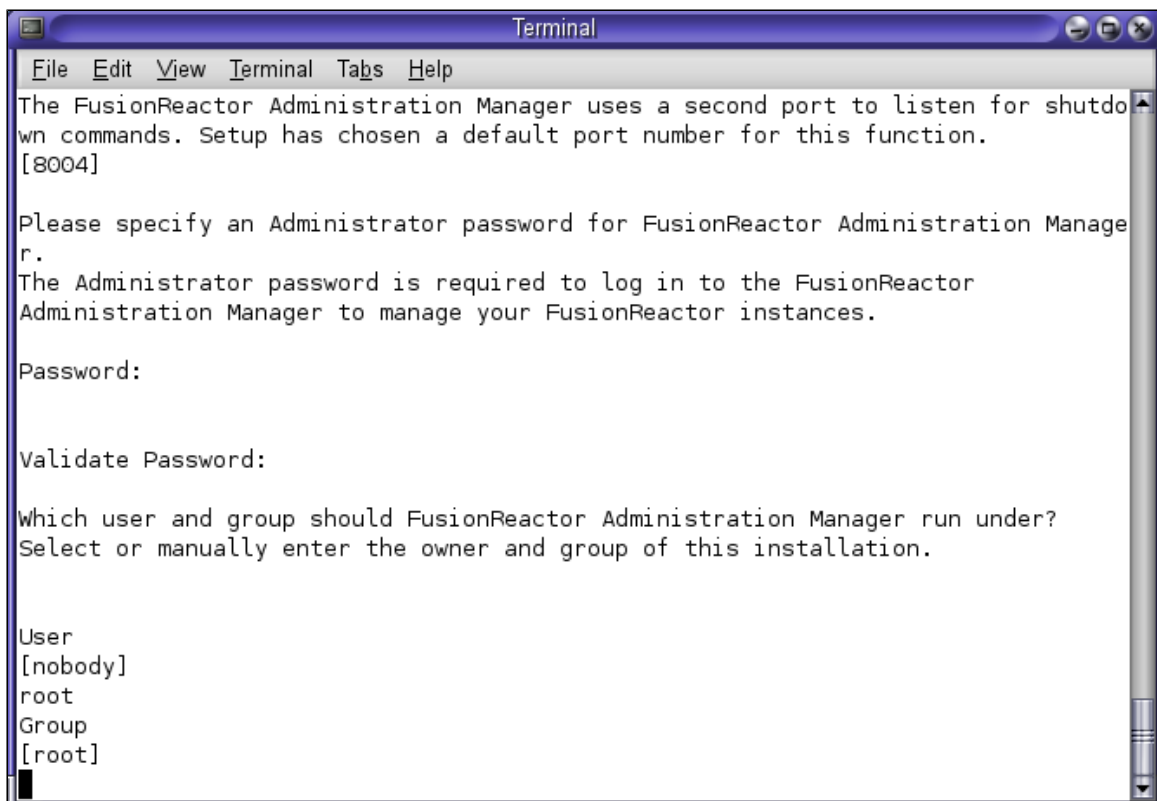 Terminal
File Edit View Terminal Tabs Help
The FusionReactor Administration Manager uses a second port to listen for shutdo
wn commands. Setup has chosen a default port number for this function.
[8004]
Please specify an Administrator password for FusionReactor Administration Manage
r.
The Administrator password is required to log in to the FusionReactor
Administration Manager to manage your FusionReactor instances.
Password:
Validate Password:
Which user and group should FusionReactor Administration Manager run under?
Select or manually enter the owner and group of this installation.
User
[nobody]
root
Group
[root]